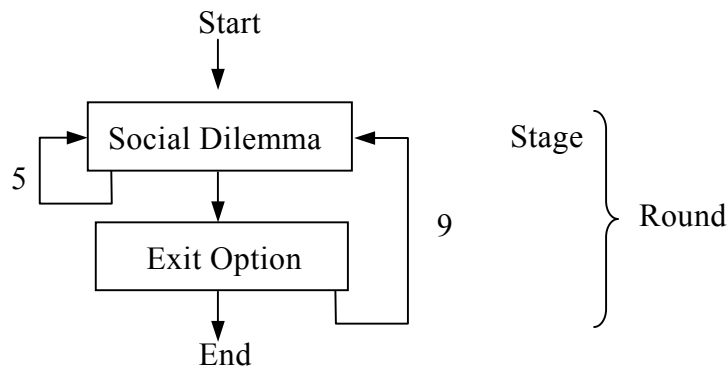 Start
Social Dilemma
Stage
5
Round
9
Exit Option
End